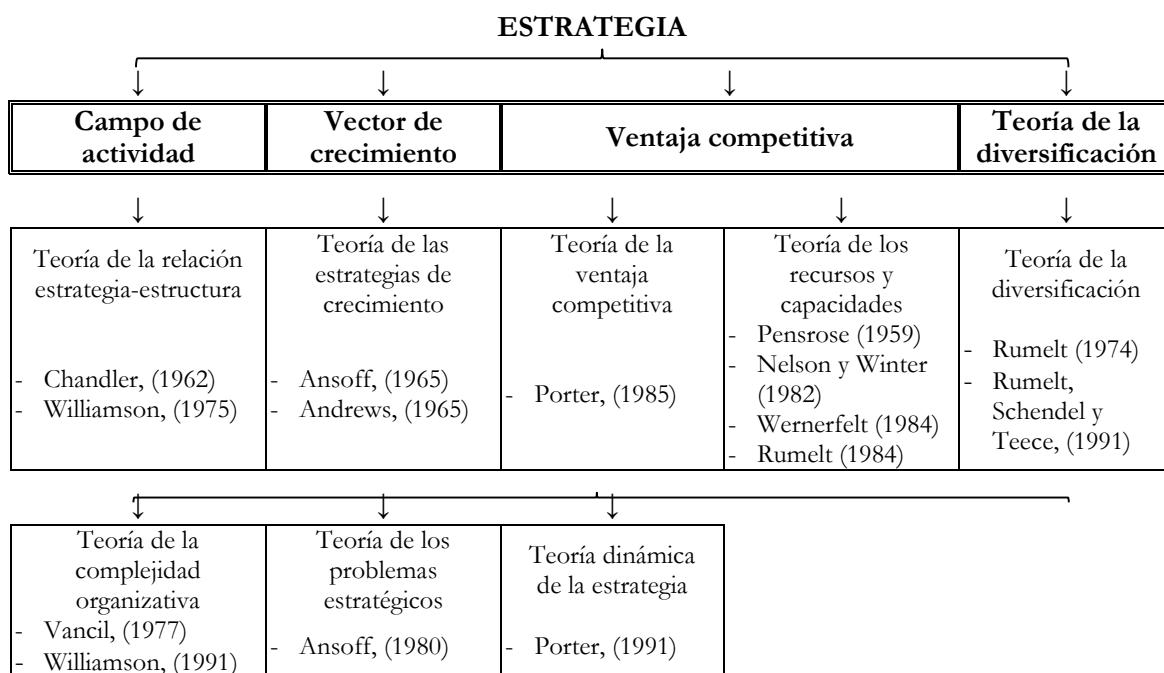 ESTRATEGIA
Campo de
actividad
Vector de
crecimiento
Ventaja competitiva
Teoría de la
diversificación
Teoría de la relación
estrategia-estructura
- Chandler, (1962)
- Williamson, (1975)
Teoría de las
estrategias de
crecimiento
- Ansoff, (1965)
- Andrews, (1965)
Teoría de la
ventaja
competitiva
- Porter, (1985)
Teoría de los
recursos y
capacidades
- Pensrose (1959)
- Nelson y Winter
(1982)
- Wernerfelt (1984)
- Rumelt (1984)
Teoría de la
diversificación
- Rumelt (1974)
- Rumelt,
Schendel y
Teece, (1991)
Teoría de la
complejidad
organizativa
- Vancil, (1977)
- Williamson, (1991)
Teoría de los
problemas
estratégicos
- Ansoff, (1980)
Teoría dinámica
de la estrategia
- Porter, (1991)